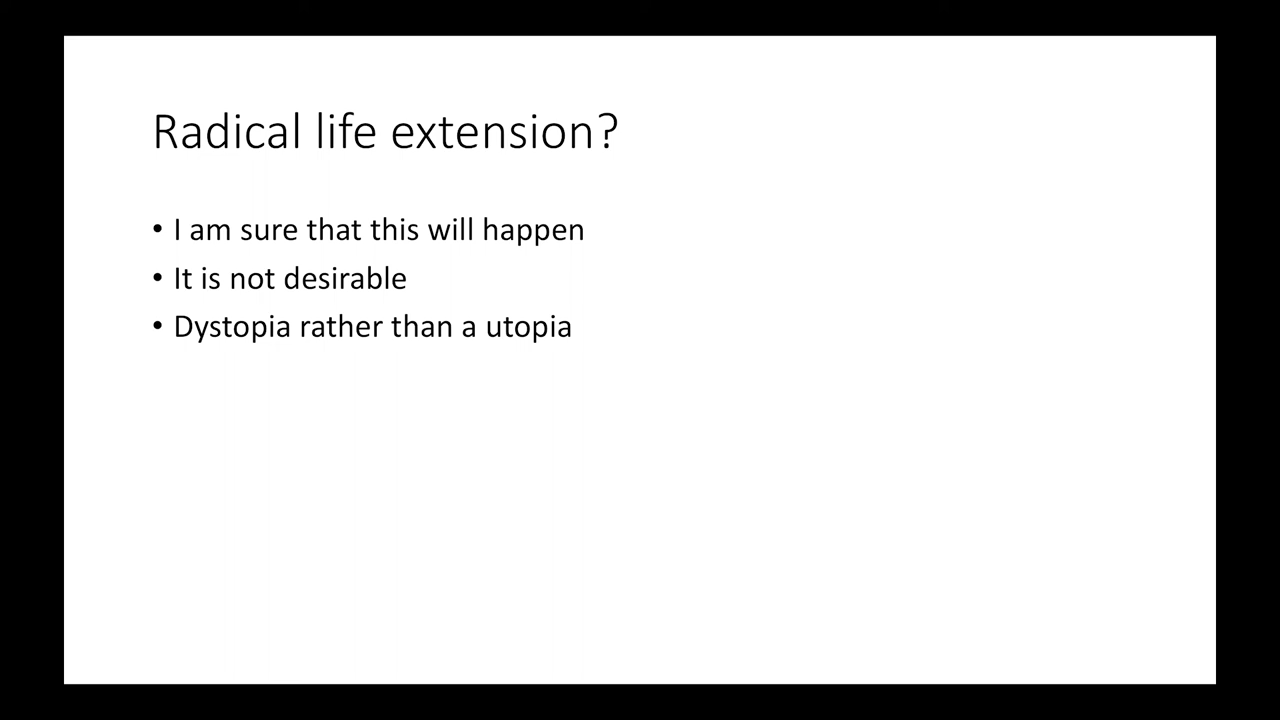 Radical life extension?
• I am sure that this will happen
• It is not desirable
• Dystopia rather than a utopia